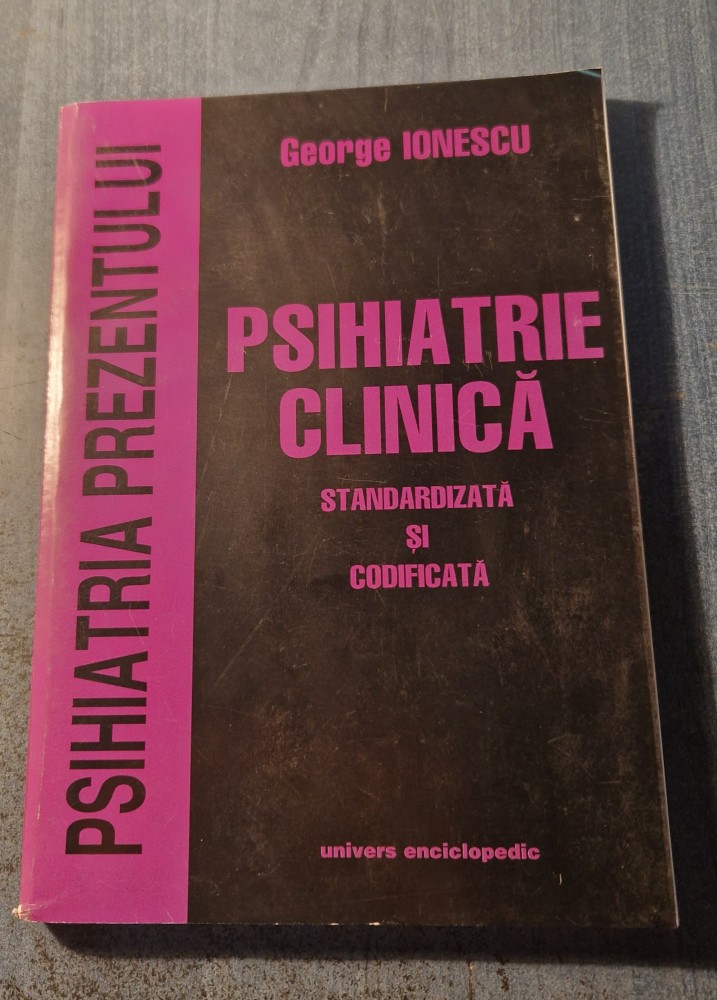 PSIHIATRIA PREZENTULUI
George IONESCU
PSIHIATRIE
CLINICĂ
STANDARDIZATĂ
ȘI
CODIFICATĂ
univers enciclopedic